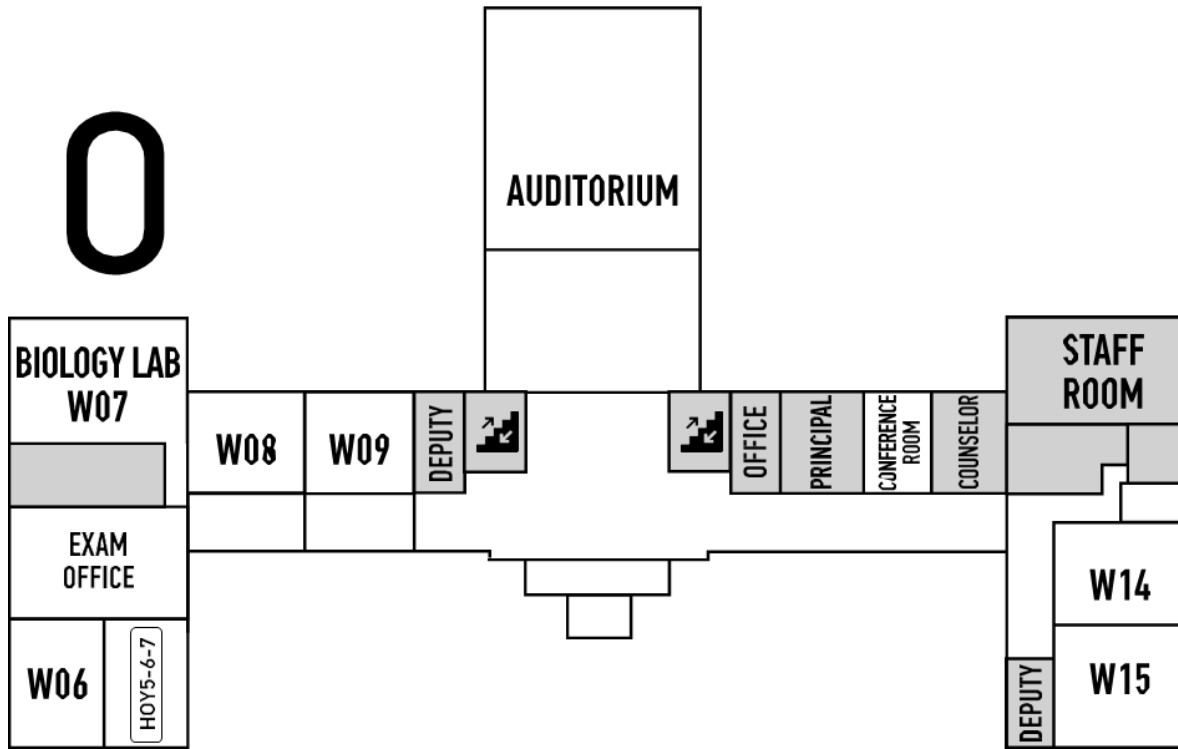 0
AUDITORIUM
BIOLOGY LAB
W07
STAFF
ROOM
W08
W09
DEPUTY
OFFICE
PRINCIPAL
CONFERENCE
ROOM
COUNSELOR
EXAM
OFFICE
W14
W06
HOY5-6-7
DEPUTY
W15